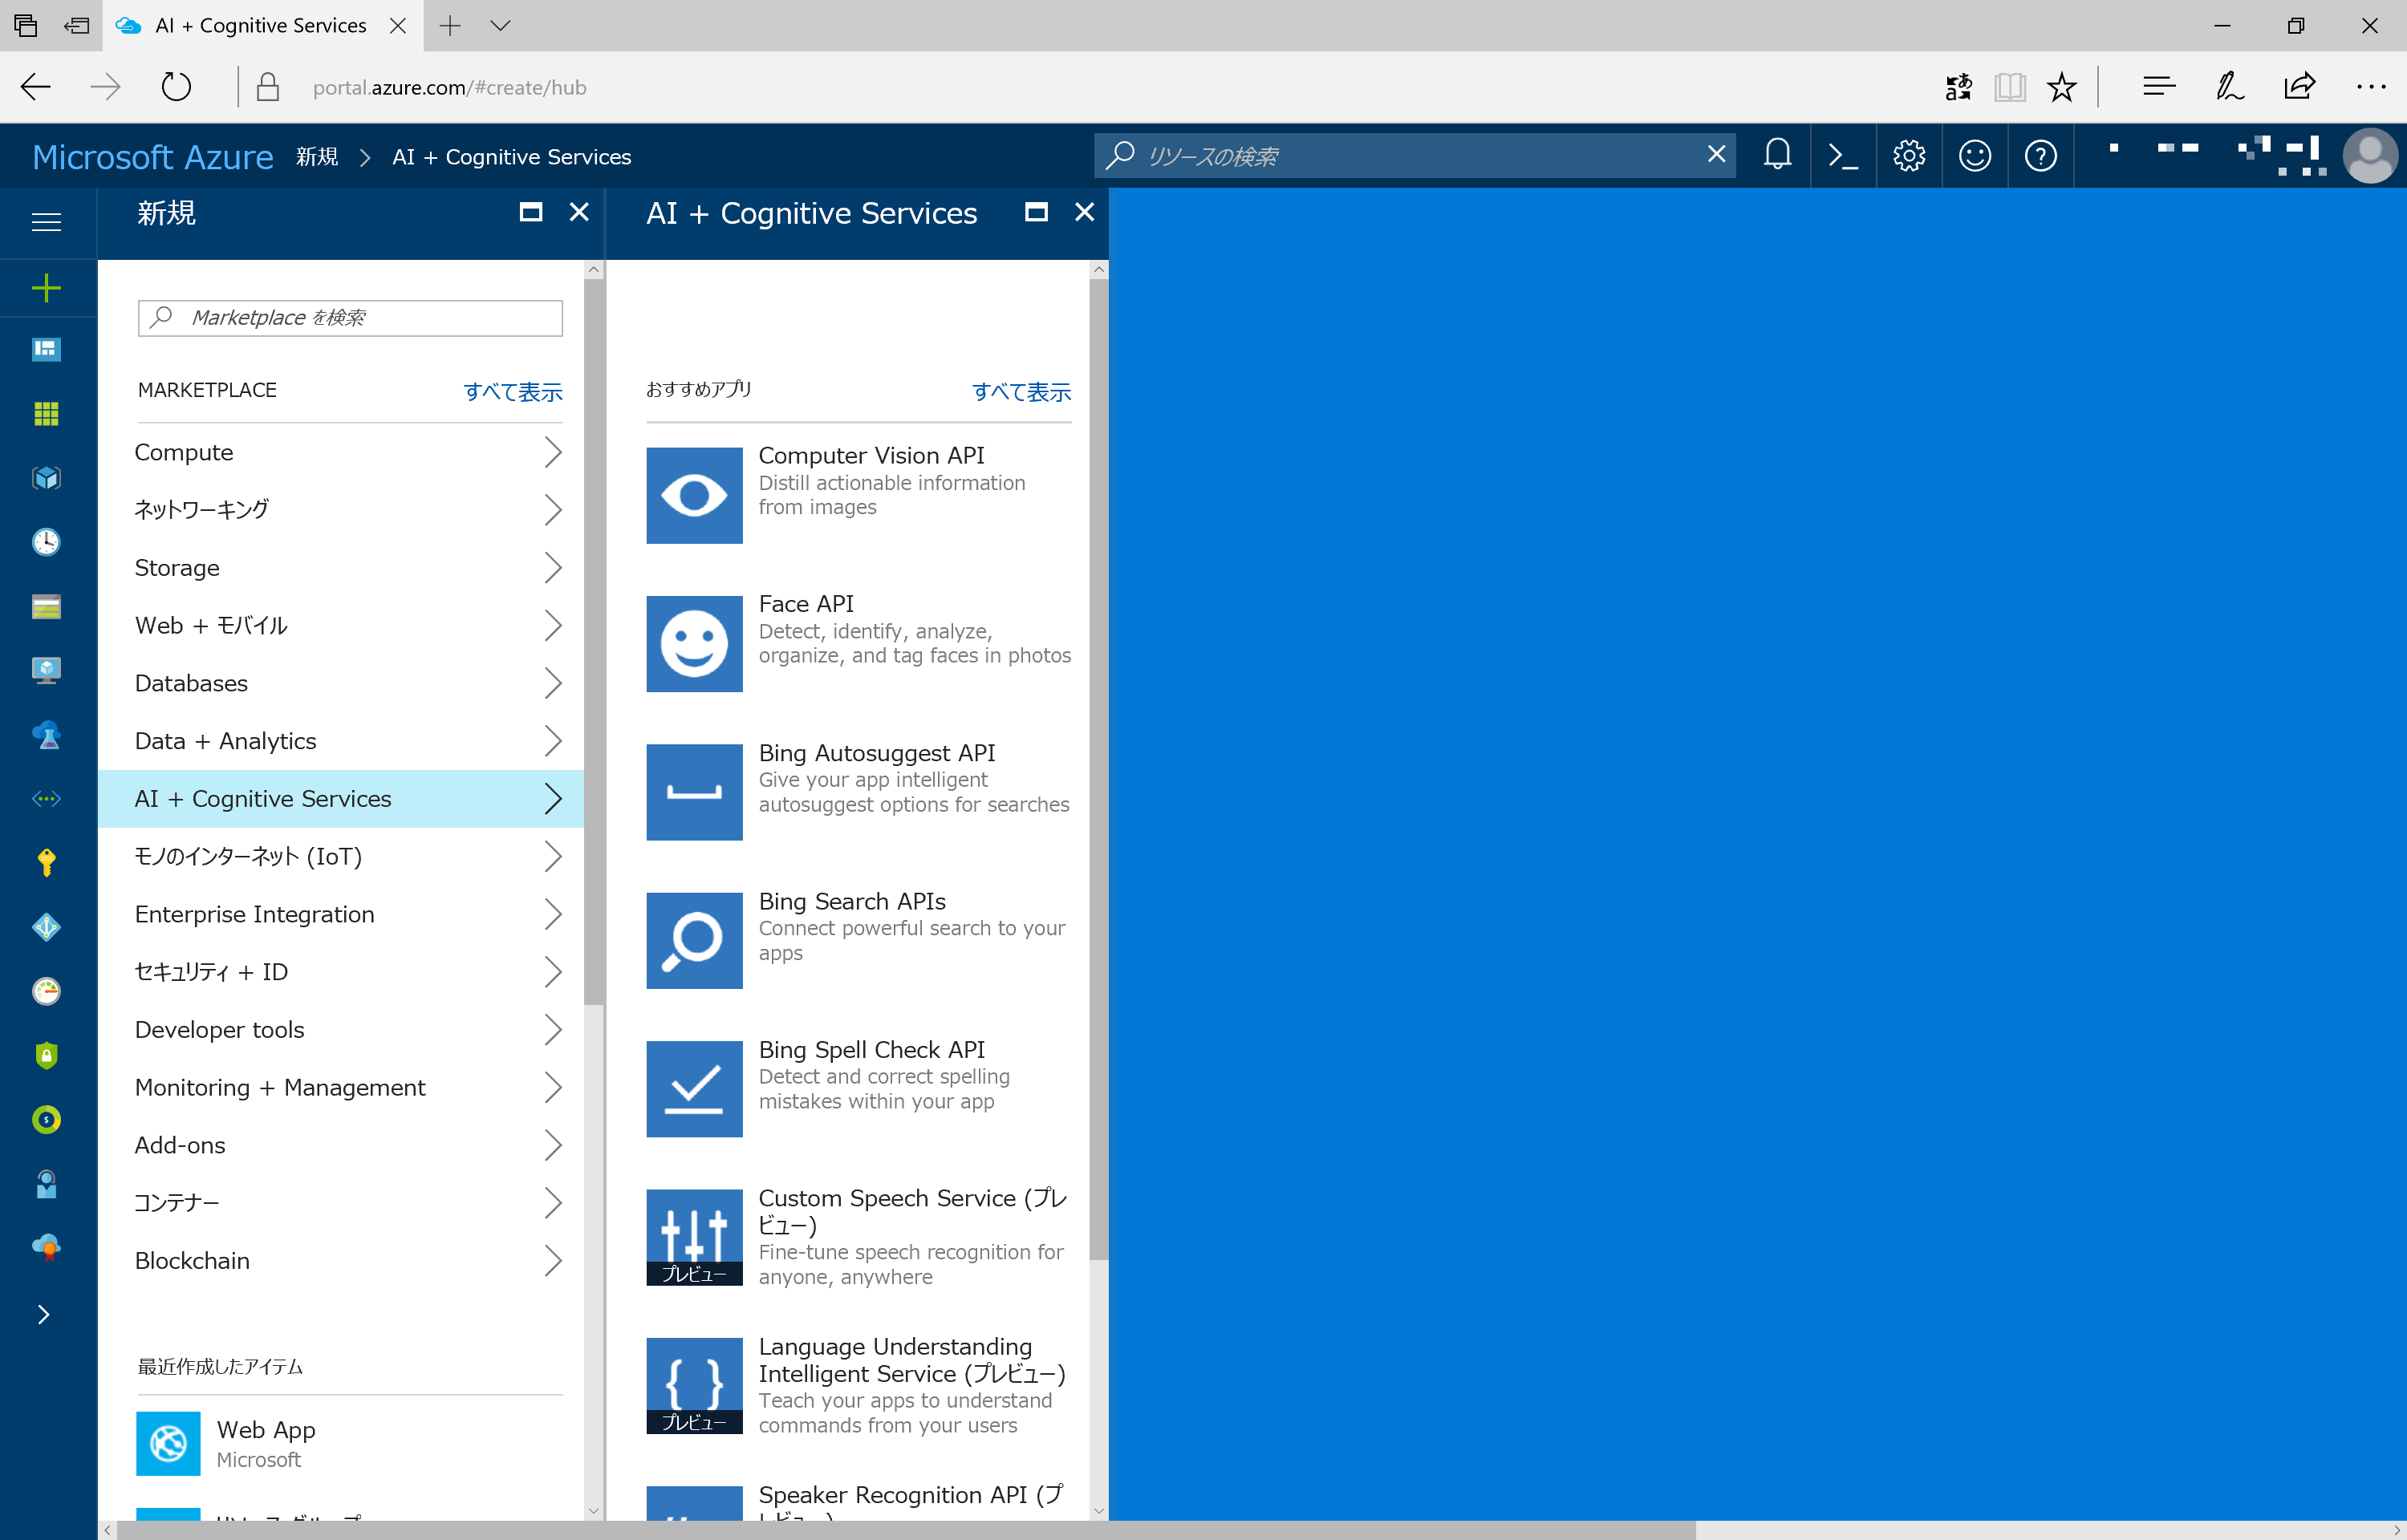 AI + Cognitive Services
portal.azure.com/#create/hub
Microsoft Azure 新規 > AI + Cognitive Services
リソースの検索
新規
Marketplace を検索
MARKETPLACE すべて表示
Compute
ネットワーキング
Storage
Web + モバイル
Databases
Data + Analytics
AI + Cognitive Services
モノのインターネット (IoT)
Enterprise Integration
セキュリティ + ID
Developer tools
Monitoring + Management
Add-ons
コンテナー
Blockchain
最近作成したアイテム
Web App
Microsoft
AI + Cognitive Services
おすすめアプリ すべて表示
Computer Vision API
Distill actionable information
from images
Face API
Detect, identify, analyze,
organize, and tag faces in photos
Bing Autosuggest API
Give your app intelligent
autosuggest options for searches
Bing Search APIs
Connect powerful search to your
apps
Bing Spell Check API
Detect and correct spelling
mistakes within your app
プレビュー
Custom Speech Service (プレ
ビュー)
Fine-tune speech recognition for
anyone, anywhere
プレビュー
Language Understanding
Intelligent Service (プレビュー)
Teach your apps to understand
commands from your users
Speaker Recognition API (プ
レビュー)